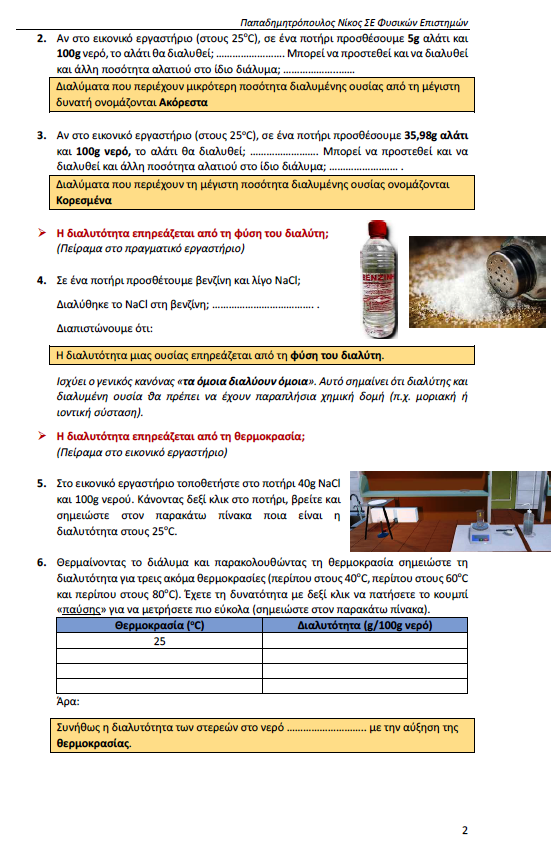 Παπαδημητρόπουλος Νίκος ΣΕ Φυσικών Επιστημών
2. Αν στο εικονικό εργαστήριο (στους 25°C), σε ένα ποτήρι προσθέσουμε 5g αλάτι και
100g νερό, το αλάτι θα διαλυθεί; ……………………. Μπορεί να προστεθεί και να διαλυθεί
και άλλη ποσότητα αλατιού στο ίδιο διάλυμα; ……………………
Διαλύματα που περιέχουν μικρότερη ποσότητα διαλυμένης ουσίας από τη μέγιστη
δυνατή ονομάζονται Ακόρεστα
3. Αν στο εικονικό εργαστήριο (στους 25°C), σε ένα ποτήρι προσθέσουμε 35,98g αλάτι
και 100g νερό, το αλάτι θα διαλυθεί; ……………………. Μπορεί να προστεθεί και να
διαλυθεί και άλλη ποσότητα αλατιού στο ίδιο διάλυμα; ……………………. .
Διαλύματα που περιέχουν τη μέγιστη ποσότητα διαλυμένης ουσίας ονομάζονται
Κορεσμένα
➢ Η διαλυτότητα επηρεάζεται από τη φύση του διαλύτη;
(Πείραμα στο πραγματικό εργαστήριο)
4. Σε ένα ποτήρι προσθέτουμε βενζίνη και λίγο NaCl;
Διαλύθηκε το NaCl στη βενζίνη; ………………………………. .
Διαπιστώνουμε ότι:
Η διαλυτότητα μιας ουσίας επηρεάζεται από τη φύση του διαλύτη.
Ισχύει ο γενικός κανόνας «τα όμοια διαλύουν όμοια». Αυτό σημαίνει ότι διαλύτης και
διαλυμένη ουσία θα πρέπει να έχουν παραπλήσια χημική δομή (π.χ. μοριακή ή
ιοντική σύσταση).
➢ Η διαλυτότητα επηρεάζεται από τη θερμοκρασία;
(Πείραμα στο εικονικό εργαστήριο)
5. Στο εικονικό εργαστήριο τοποθετήστε στο ποτήρι 40g NaCl
και 100g νερού. Κάνοντας δεξί κλικ στο ποτήρι, βρείτε και
σημειώστε στον παρακάτω πίνακα ποια είναι η
διαλυτότητα στους 25°C.
6. Θερμαίνοντας το διάλυμα και παρακολουθώντας τη θερμοκρασία σημειώστε τη
διαλυτότητα για τρεις ακόμα θερμοκρασίες (περίπου στους 40°C, περίπου στους 60°C
και περίπου στους 80°C). Έχετε τη δυνατότητα με δεξί κλικ να πατήσετε το κουμπί
«παύσης» για να μετρήσετε πιο εύκολα (σημειώστε στον παρακάτω πίνακα).
Θερμοκρασία (°C) Διαλυτότητα (g/100g νερό)
25
Άρα:
Συνήθως η διαλυτότητα των στερεών στο νερό ……………………….. με την αύξηση της
θερμοκρασίας.
2